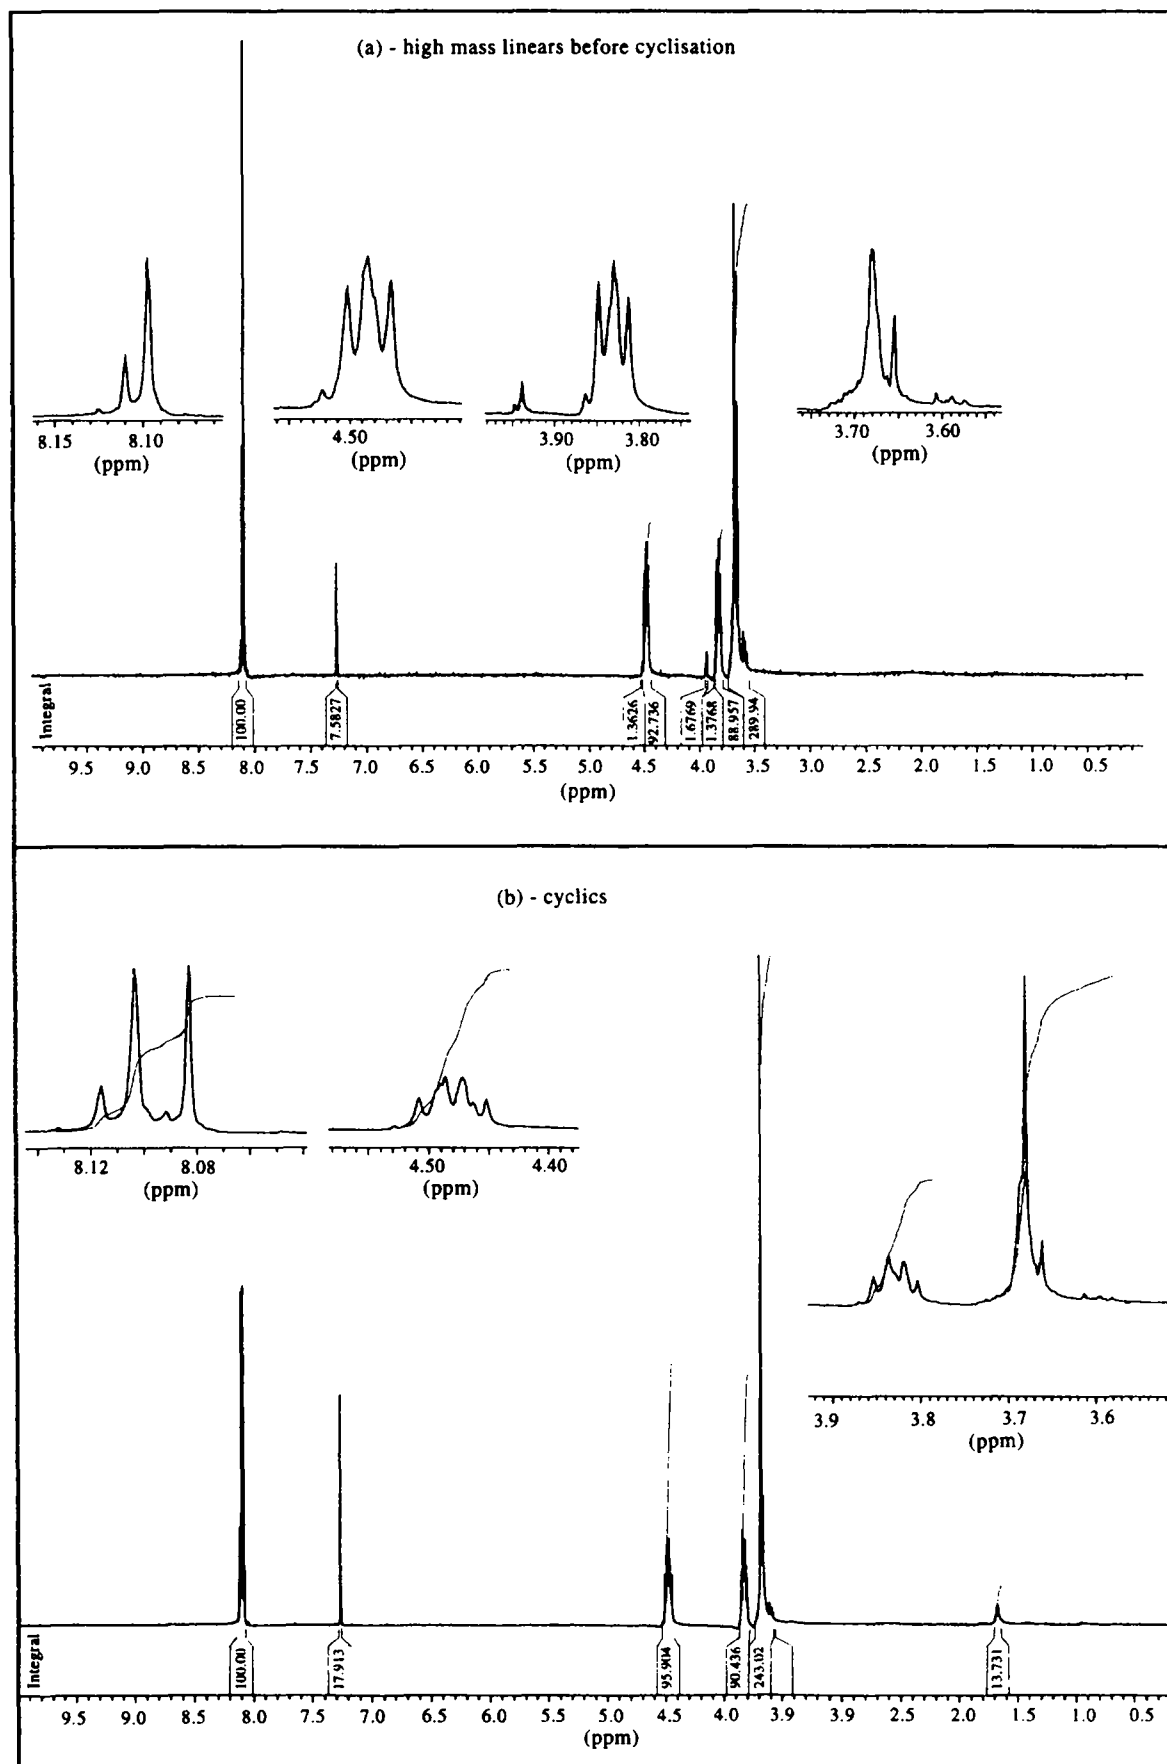 (a) - high mass linears before cyclisation
8.15 8.10
(ppm)
4.50
(ppm)
3.90 3.80
(ppm)
3.70 3.60
(ppm)
Integral
100.00
7.5827
1.3626
92.736
1.6769
1.3768
88.957
289.94
9.5 9.0 8.5 8.0 7.5 7.0 6.5 6.0 5.5 5.0 4.5 4.0 3.5 3.0 2.5 2.0 1.5 1.0 0.5
(ppm)
(b) - cyclics
8.12 8.08
(ppm)
4.50 4.40
(ppm)
3.9 3.8 3.7 3.6
(ppm)
Integral
100.00
17.913
95.904
90.436
243.02
13.731
9.5 9.0 8.5 8.0 7.5 7.0 6.5 6.0 5.5 5.0 4.5 4.0 3.9 3.0 2.5 2.0 1.5 1.0 0.5
(ppm)